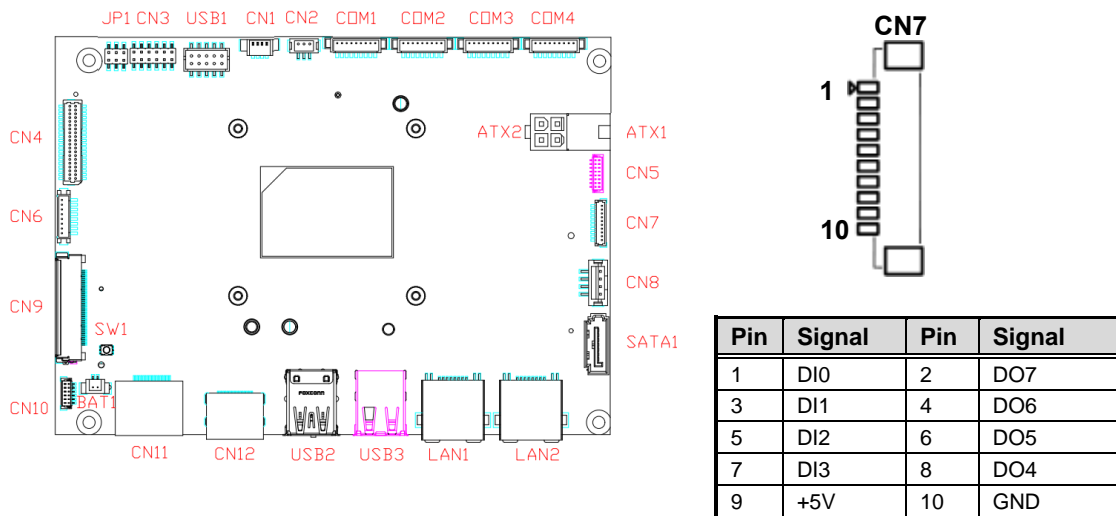 JP1 CN3 USB1 CN1 CN2 COM1 COM2 COM3 COM4
CN4
ATX2
ATX1
CN5
CN6
CN7
CN8
CN9
SW1
SATA1
CN10
BAT1
FOXCONN
CN11 CN12 USB2 USB3 LAN1 LAN2
CN7
1
10
Pin Signal Pin Signal
1 DI0 2 DO7
3 DI1 4 DO6
5 DI2 6 DO5
7 DI3 8 DO4
9 +5V 10 GND